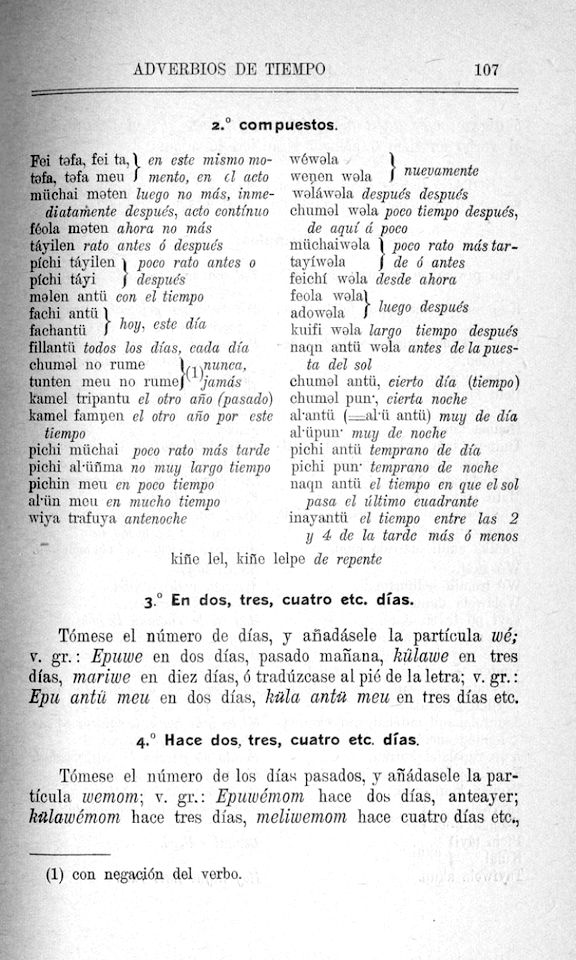 ADVERBIOS DE TIEMPO 107
2.° compuestos.
Fei təfa, fei ta,} en este mismo mo-
təfa, təfa meu } mento, en el acto
müchai məten luego no más, inme-
diatamente después, acto contínuo
féola məten ahora no más
táyilen rato antes ó después
píchi táyilen } poco rato antes o
píchi táyi } después
məlen antü con el tiempo
fachi antü }
fachantü } hoy, este día
fillantü todos los días, cada día
chuməl no rume }(1) nunca,
tunten meu no rume} jamás
kamel tripantu el otro año (pasado)
kamel famŋen el otro año por este
tiempo
pichi müchai poco rato más tarde
pichi al·üñma no muy largo tiempo
pichin meu en poco tiempo
al·ün meu en mucho tiempo
wiya trafuya antenoche
wéwəla }
weŋen wəla } nuevamente
wəláwəla después después
chuməl wəla poco tiempo después,
de aquí á poco
müchaiwəla } poco rato más tar-
tayíwəla } de ó antes
feichí wəla desde ahora
feola wəla}
adowəla } luego después
kuifi wəla largo tiempo después
naqn antü wəla antes de la pues-
ta del sol
chuməl antü, cierto día (tiempo)
chuməl pun·, cierta noche
al·antü (=al·ü antü) muy de día
al·üpun· muy de noche
pichi antü temprano de día
pichi pun· temprano de noche
naqn antü el tiempo en que el sol
pasa el último cuadrante
inayantü el tiempo entre las 2
y 4 de la tarde más ó menos
kiñe lel, kiñe lelpe de repente
3.° En dos, tres, cuatro etc. días.
Tómese el número de días, y añadásele la partícula wé;
v. gr.: Epuwe en dos días, pasado mañana, külawe en tres
días, mariwe en diez días, ó tradúzcase al pié de la letra; v. gr.:
Epu antü meu en dos días, küla antü meu en tres días etc.
4.° Hace dos, tres, cuatro etc. días.
Tómese el número de los días pasados, y añádasele la par-
tícula wemom; v. gr.: Epuwémom hace dos días, anteayer;
külawémom hace tres días, meliwemom hace cuatro días etc.,
(1) con negación del verbo.